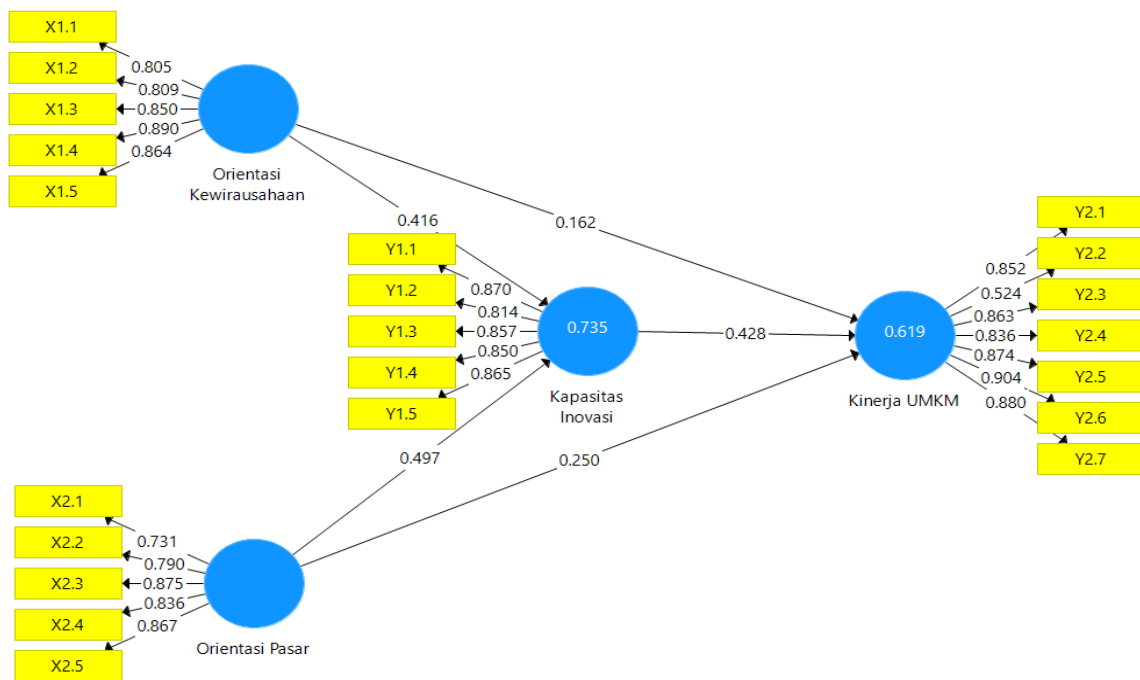 X1.1
X1.2
X1.3
X1.4
X1.5
0.805
0.809
0.850
0.890
0.864
Orientasi
Kewirausahaan
0.416
0.162
Y1.1
Y1.2
Y1.3
Y1.4
Y1.5
0.870
0.814
0.857
0.850
0.865
0.735
Kapasitas
Inovasi
0.428
0.619
Kinerja UMKM
0.852
0.524
0.863
0.836
0.874
0.904
0.880
Y2.1
Y2.2
Y2.3
Y2.4
Y2.5
Y2.6
Y2.7
0.497
0.250
X2.1
X2.2
X2.3
X2.4
X2.5
0.731
0.790
0.875
0.836
0.867
Orientasi Pasar